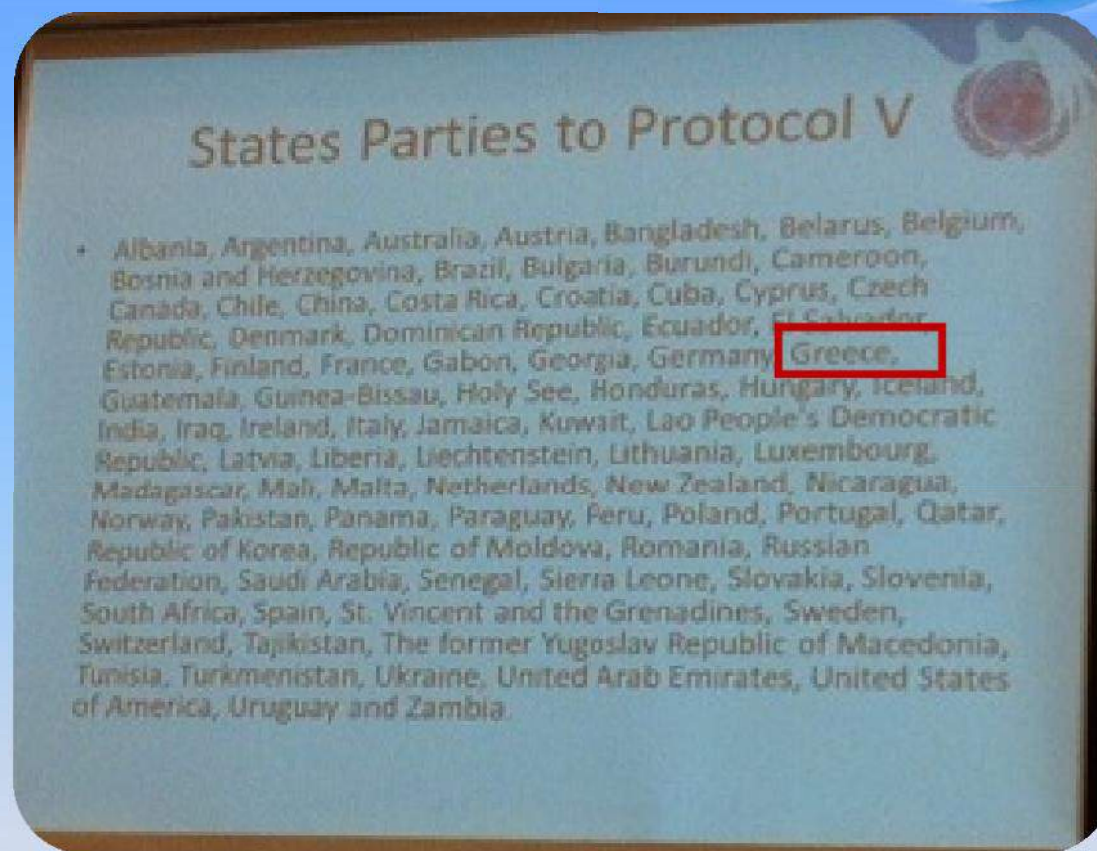 States Parties to Protocol V
• Albania, Argentina, Australia, Austria, Bangladesh, Belarus, Belgium,
Bosnia and Herzegovina, Brazil, Bulgaria, Burundi, Cameroon,
Canada, Chile, China, Costa Rica, Croatia, Cuba, Cyprus, Czech
Republic, Denmark, Dominican Republic, Ecuador, El Salvador,
Estonia, Finland, France, Gabon, Georgia, Germany, Greece,
Guatemala, Guinea-Bissau, Holy See, Honduras, Hungary, Iceland,
India, Iraq, Ireland, Italy, Jamaica, Kuwait, Lao People's Democratic
Republic, Latvia, Liberia, Liechtenstein, Lithuania, Luxembourg,
Madagascar, Mali, Malta, Netherlands, New Zealand, Nicaragua,
Norway, Pakistan, Panama, Paraguay, Peru, Poland, Portugal, Qatar,
Republic of Korea, Republic of Moldova, Romania, Russian
Federation, Saudi Arabia, Senegal, Sierra Leone, Slovakia, Slovenia,
South Africa, Spain, St. Vincent and the Grenadines, Sweden,
Switzerland, Tajikistan, The former Yugoslav Republic of Macedonia,
Tunisia, Turkmenistan, Ukraine, United Arab Emirates, United States
of America, Uruguay and Zambia.